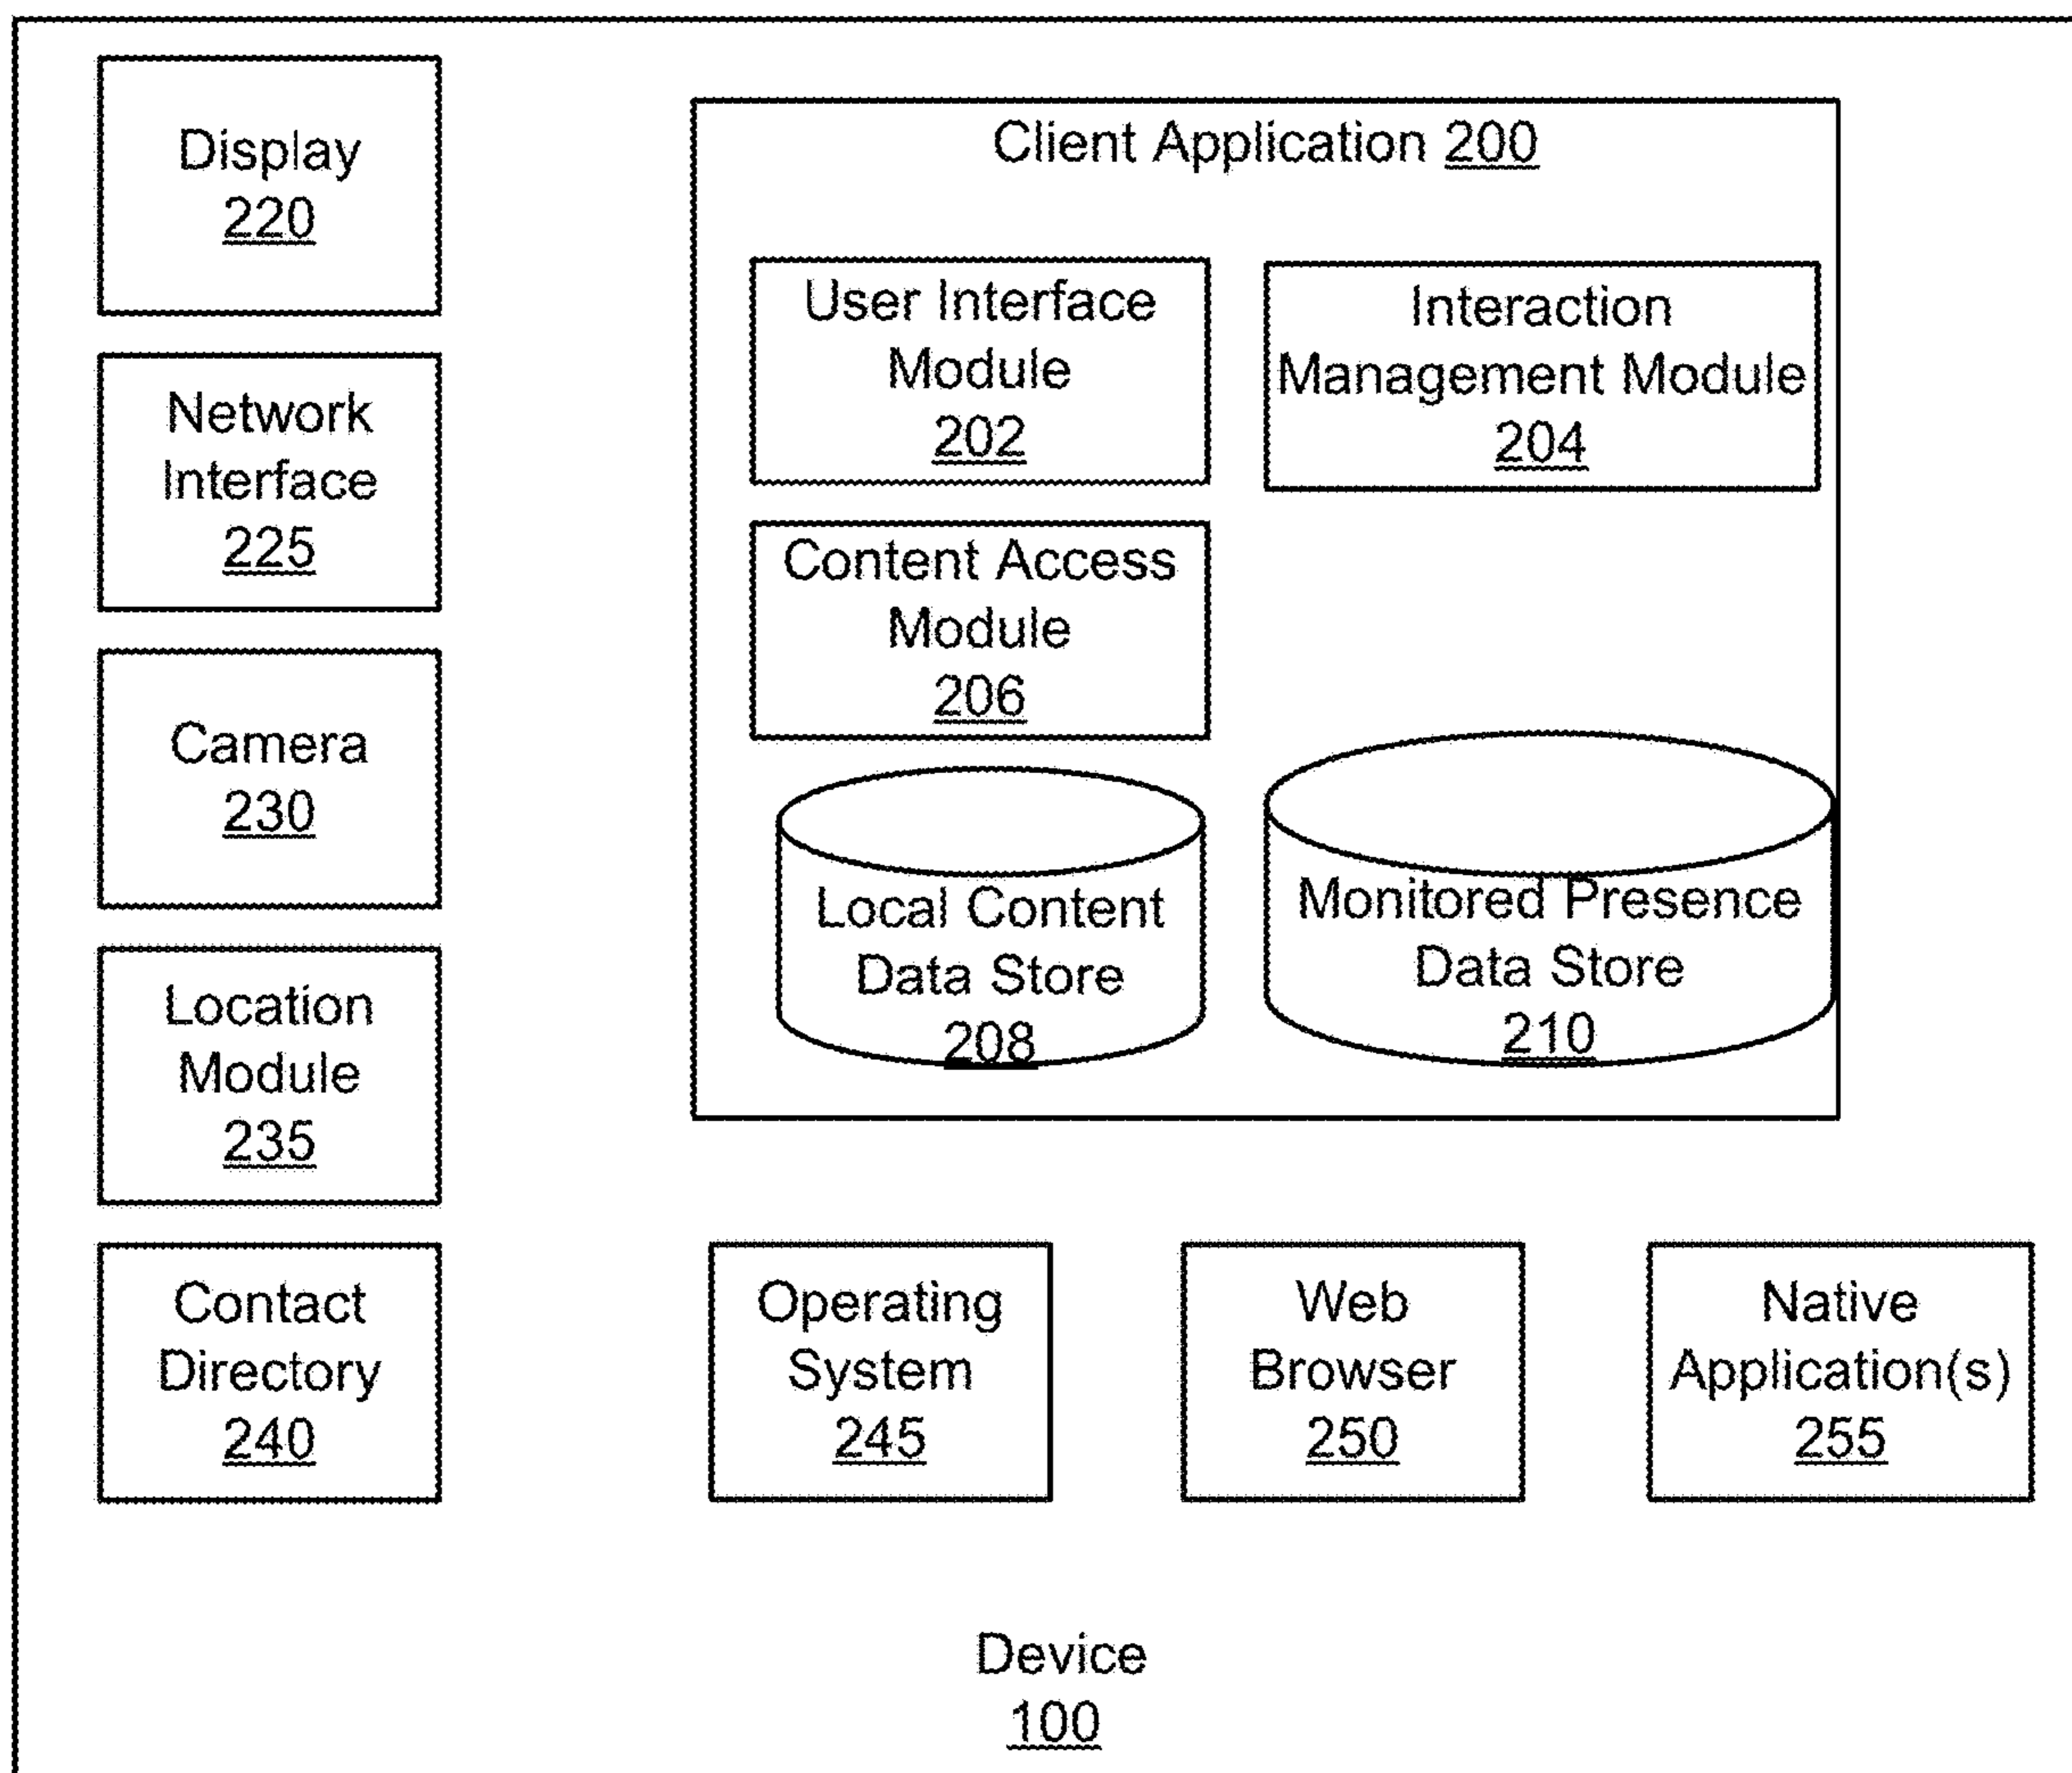 Display
220
Network
Interface
225
Camera
230
Location
Module
235
Contact
Directory
240
Client Application 200
User Interface
Module
202
Interaction
Management Module
204
Content Access
Module
206
Local Content
Data Store
208
Monitored Presence
Data Store
210
Operating
System
245
Web
Browser
250
Native
Application(s)
255
Device
100